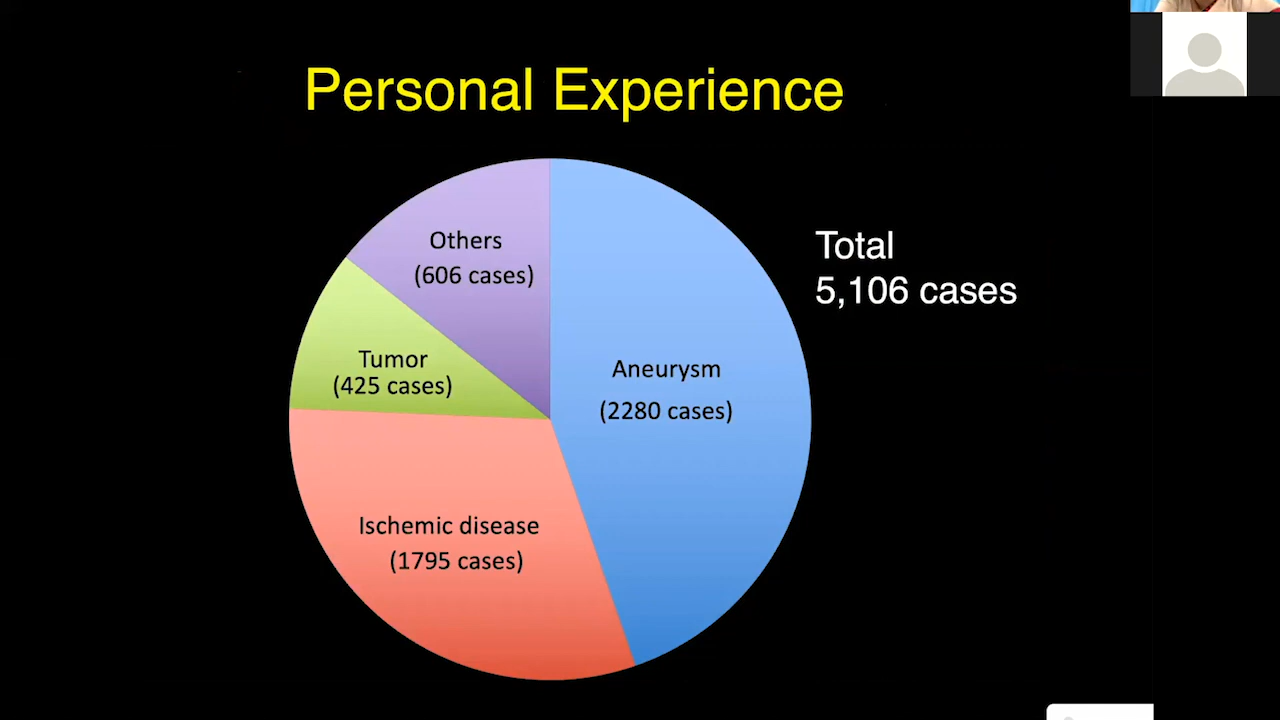 Personal Experience
Others
(606 cases)
Total
5,106 cases
Tumor
(425 cases)
Aneurysm
(2280 cases)
Ischemic disease
(1795 cases)